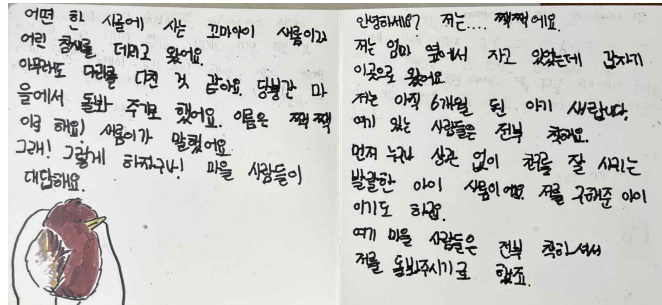 어떤 한 시골에 사는 꼬마아이 새롬이가
어린 참새를 데리고 왔어요.
아무래도 다리를 다친 것 같아요. 당분간 마
을에서 돌봐 주기로 했어요. 이름은 짹짹
이로 해요! 새롬이가 말했어요.
그래! 그렇게 하자구나! 마을 사람들이
대답해요.
안녕하세요? 저는.... 짹짹에요.
저는 엄마 옆에서 자고 있었는데 갑자기
이곳으로 왔어요.
저는 아직 6개월 된 아기 새랍니다.
여기 있는 사람들은 전부 착해요.
먼저 누구나 상관 없이 친구를 잘 사귀는
발랄한 아이 새롬이에요. 저를 구해준 아이
이기도 하고요.
여기 마을 사람들은 전부 착하셔서
저를 돌봐주시기로 했죠.